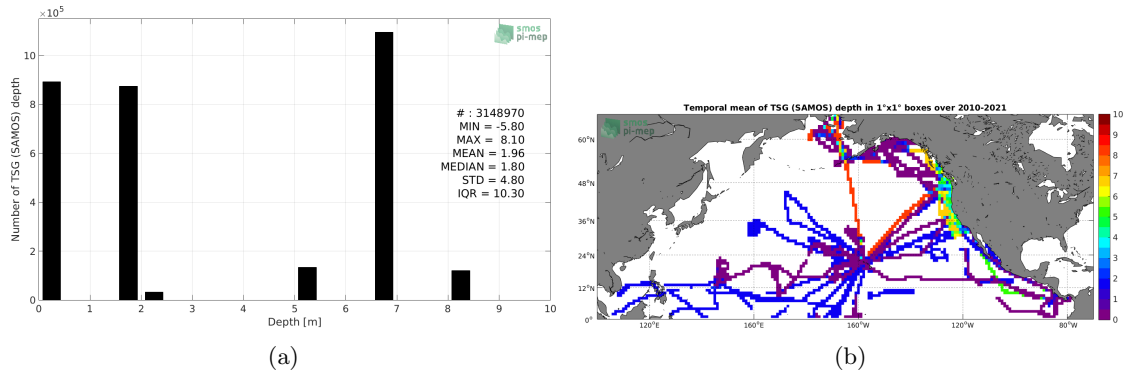 ×10⁵
smos
pi-mep
10
8
6
4
2
0
Number of TSG (SAMOS) depth
# : 3148970
MIN = -5.80
MAX = 8.10
MEAN = 1.96
MEDIAN = 1.80
STD = 4.80
IQR = 10.30
0 1 2 3 4 5 6 7 8 9 10
Depth [m]
(a)
Temporal mean of TSG (SAMOS) depth in 1°x1° boxes over 2010-2021
smos
pi-mep
60°N
48°N
36°N
24°N
12°N
0°
120°E 160°E 160°W 120°W 80°W
10
9
8
7
6
5
4
3
2
1
0
(b)